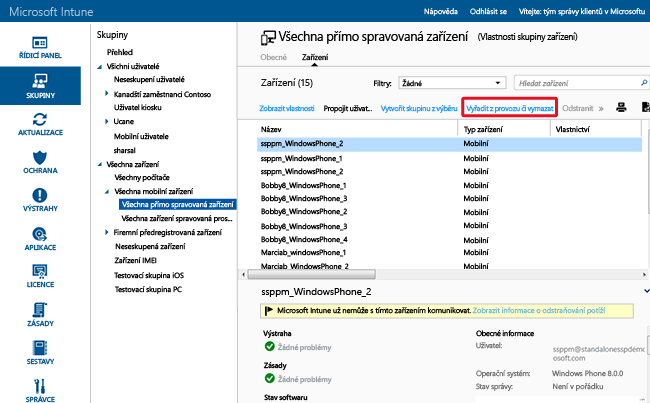 Microsoft Intune
Nápověda
Odhlásit se
Vítejte: tým správy klientů v Microsoftu
ŘÍDICÍ PANEL
SKUPINY
AKTUALIZACE
OCHRANA
VÝSTRAHY
APLIKACE
LICENCE
ZÁSADY
SESTAVY
SPRÁVCE
Skupiny
Přehled
Všichni uživatelé
Neseskupení uživatelé
Kanadští zaměstnanci Contoso
Uživatel kiosku
Ucane
Mobilní uživatele
sharsal
Všechna zařízení
Všechny počítače
Všechna mobilní zařízení
Všechna přímo spravovaná zařízení
Všechna zařízení spravovaná pros...
Firemní předregistrovaná zařízení
Neseskupená zařízení
Zařízení IMEI
Testovací skupina iOS
Testovací skupina PC
Všechna přímo spravovaná zařízení (Vlastnosti skupiny zařízení)
Obecné
Zařízení
Zařízení (15)
Filtry:
Žádné
Hledat zařízení
Zobrazit vlastnosti
Propojit uživat...
Vytvořit skupinu z výběru
Vyřadit z provozu či vymazat
Odstranit »
Název
Typ zařízení
Vlastnictví
ssppm_WindowsPhone_2
Mobilní
ssppm_WindowsPhone_1
Mobilní
ssppm_WindowsPhone_2
Mobilní
Bobby8_WindowsPhone_1
Mobilní
Bobby8_WindowsPhone_3
Mobilní
Bobby8_WindowsPhone_2
Mobilní
Bobby8_WindowsPhone_3
Mobilní
Bobby8_WindowsPhone_4
Mobilní
Marciab_WindowsPhone_1
Mobilní
Marciab_WindowsPhone_2
Mobilní
ssppm_WindowsPhone_2
Microsoft Intune už nemůže s tímto zařízením komunikovat. Zobrazit informace o odstraňování potíží
Výstraha
Žádné problémy
Zásady
Žádné problémy
Stav softwaru
Obecné informace
Uživatel:
ssppm@standalonesspdemo
osoft.com
Operační systém:
Windows Phone 8.0.0
Stav správy:
Není v pořádku